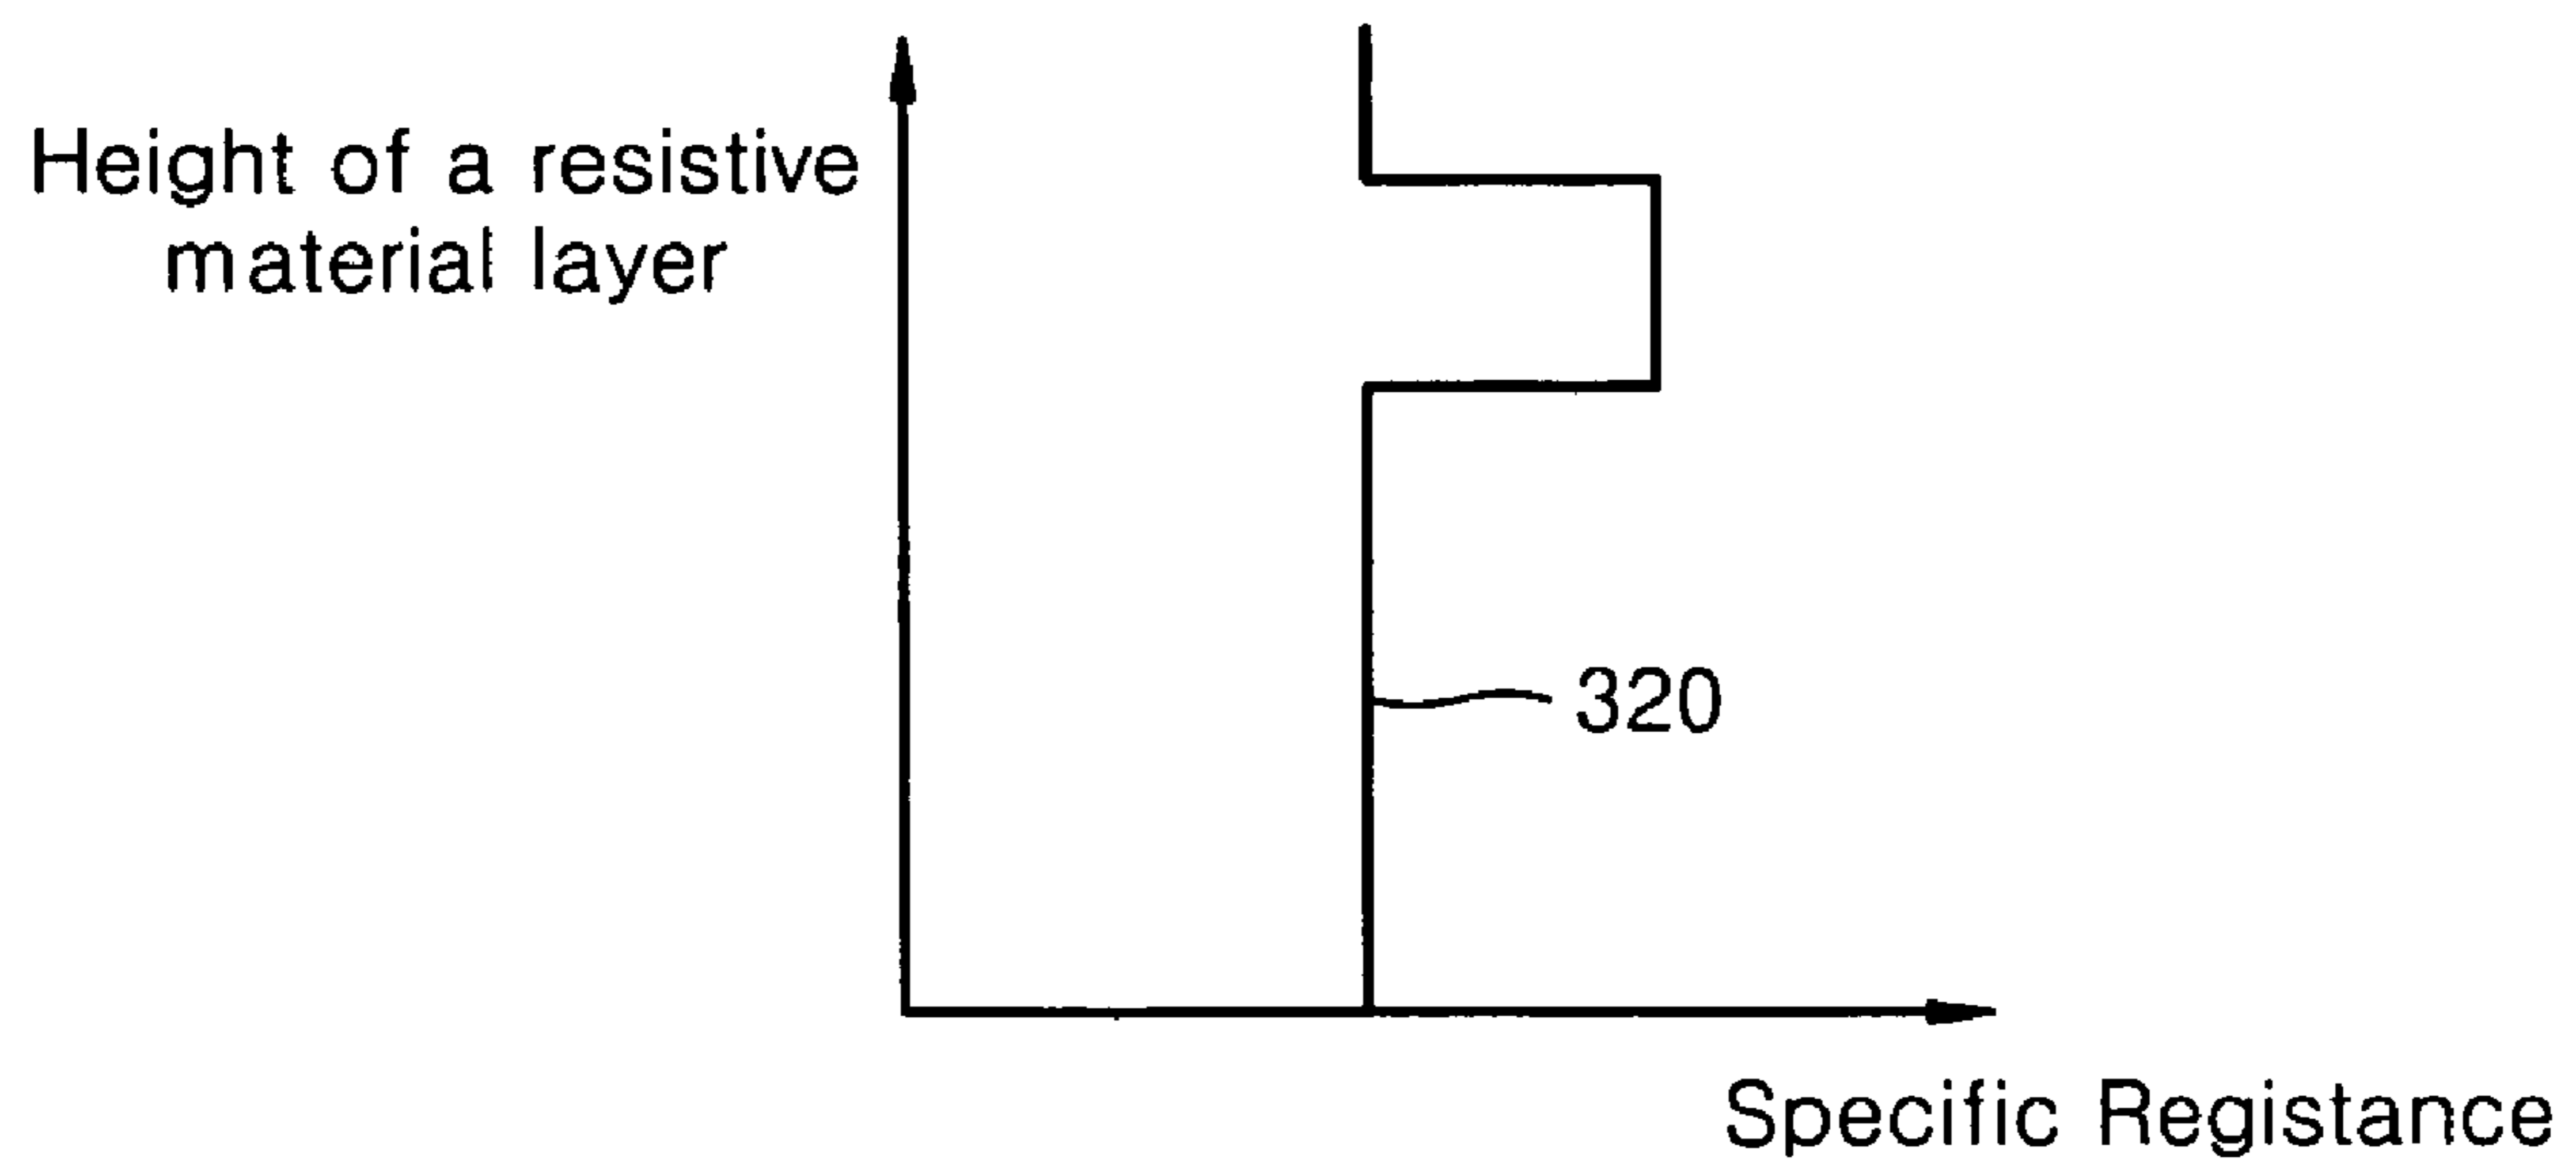 Height of a resistive
material layer
320
Specific Registance